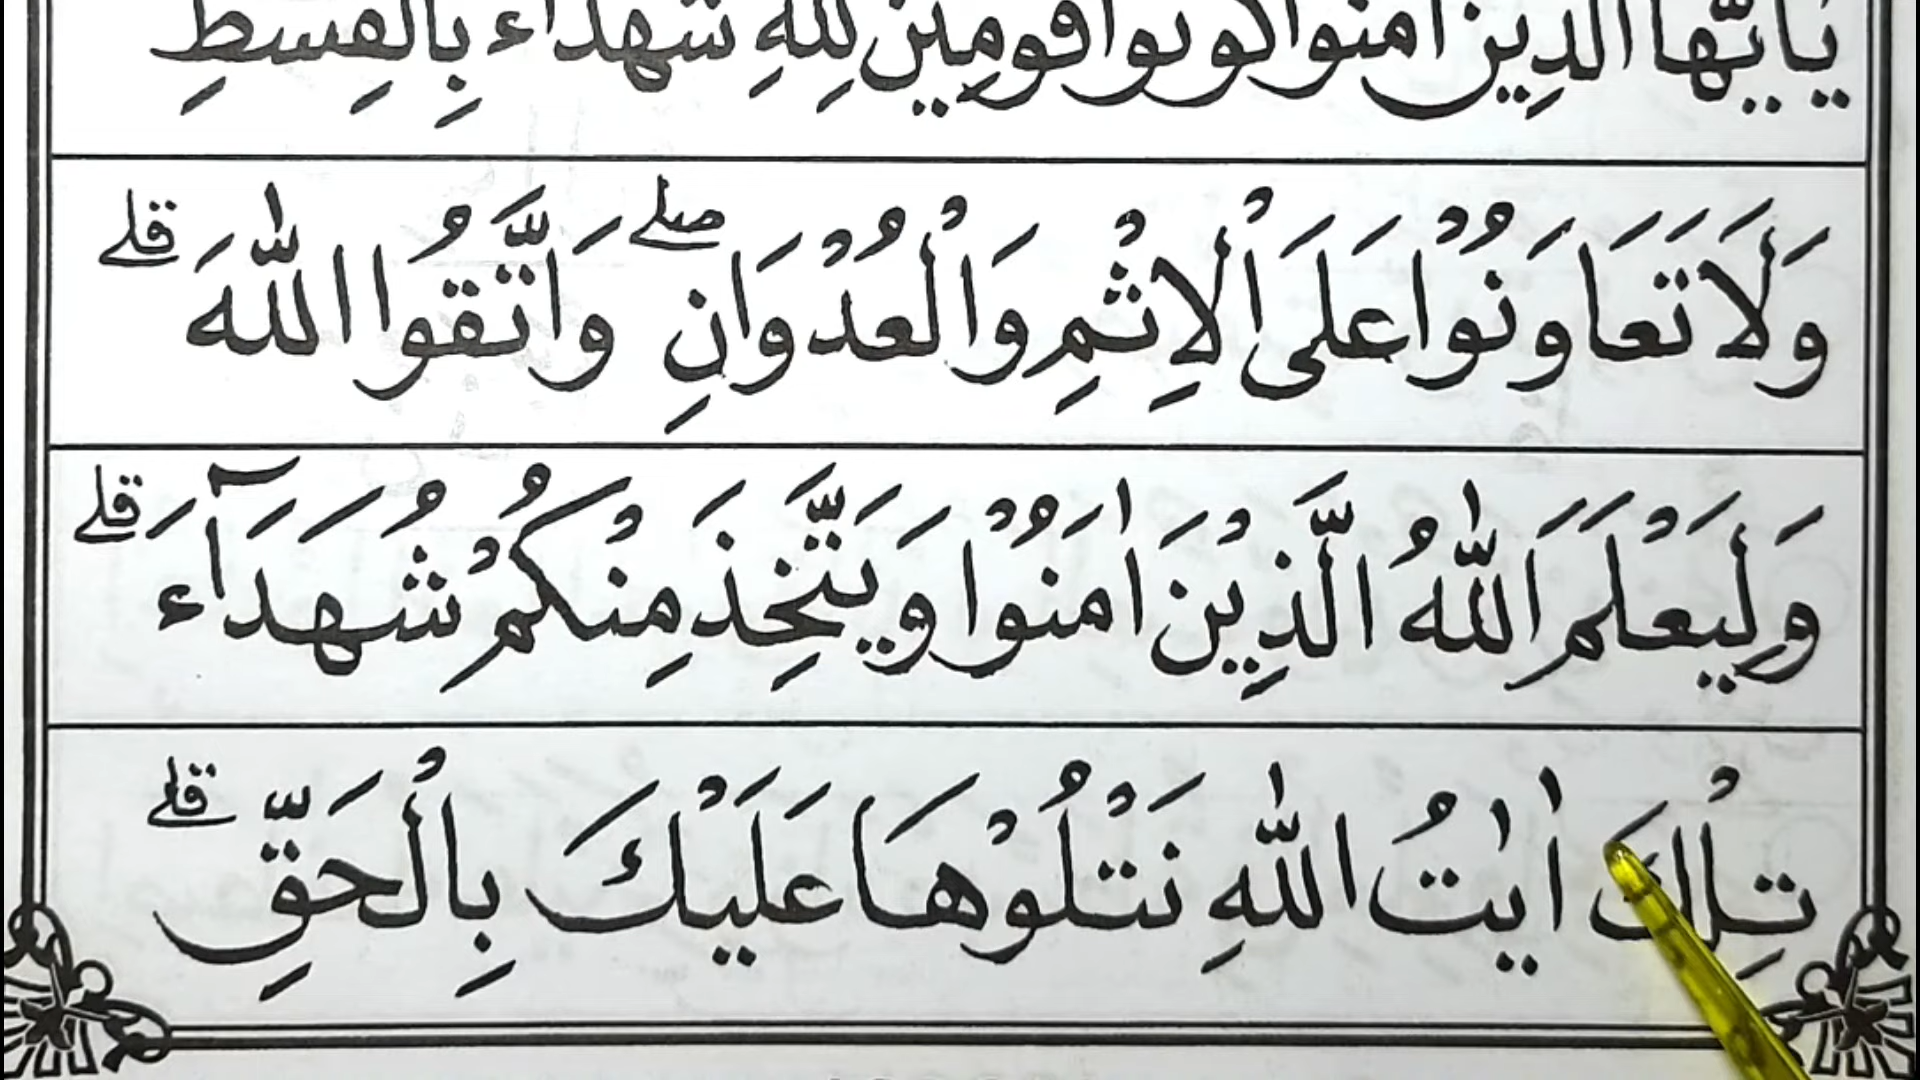 يٰاَيُّهَا الَّذِيْنَ اٰمَنُوْا كُوْنُوْا قَوّٰمِيْنَ لِلّٰهِ شُهَدَآءَ بِالْقِسْطِ
وَلَا تَعَاوَنُوْا عَلَى الْاِثْمِ وَالْعُدْوَانِ ۖ وَاتَّقُوا اللّٰهَ ۗ
وَلِيَعْلَمَ اللّٰهُ الَّذِيْنَ اٰمَنُوْا وَيَتَّخِذَ مِنْكُمْ شُهَدَآءَ ۗ
تِلْكَ اٰيٰتُ اللّٰهِ نَتْلُوْهَا عَلَيْكَ بِالْحَقِّ ۗ